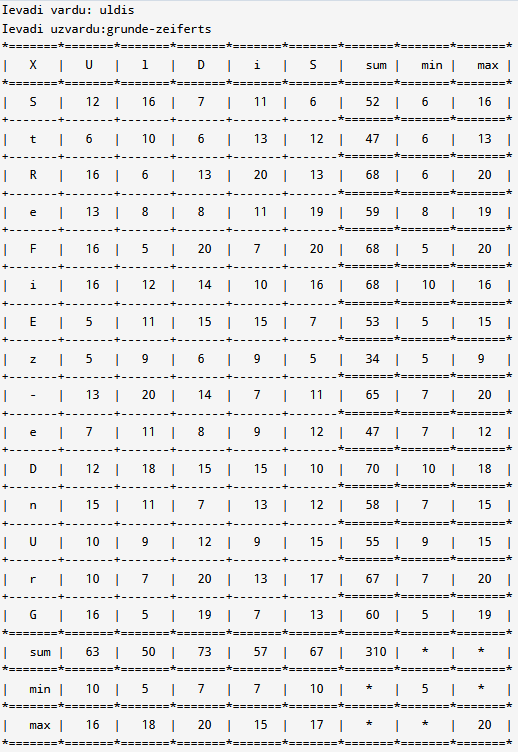 Ievadi vardu: uldis
Ievadi uzvardu:grunde-zeiferts
*=======*=======*=======*=======*=======*=======*=======*=======*=======*
|   X   |   U   |   l   |   D   |   i   |   S   |   sum |   min |   max |
*=======*=======*=======*=======*=======*=======*=======*=======*=======*
|   S   |   12  |   16  |   7   |   11  |   6   |   52  |   6   |   16  |
+-------+-------+-------+-------+-------+-------*=======*=======*=======*
|   t   |   6   |   10  |   6   |   13  |   12  |   47  |   6   |   13  |
+-------+-------+-------+-------+-------+-------*=======*=======*=======*
|   R   |   16  |   6   |   13  |   20  |   13  |   68  |   6   |   20  |
+-------+-------+-------+-------+-------+-------*=======*=======*=======*
|   e   |   13  |   8   |   8   |   11  |   19  |   59  |   8   |   19  |
+-------+-------+-------+-------+-------+-------*=======*=======*=======*
|   F   |   16  |   5   |   20  |   7   |   20  |   68  |   5   |   20  |
+-------+-------+-------+-------+-------+-------*=======*=======*=======*
|   i   |   16  |   12  |   14  |   10  |   16  |   68  |   10  |   16  |
+-------+-------+-------+-------+-------+-------*=======*=======*=======*
|   E   |   5   |   11  |   15  |   15  |   7   |   53  |   5   |   15  |
+-------+-------+-------+-------+-------+-------*=======*=======*=======*
|   z   |   5   |   9   |   6   |   9   |   5   |   34  |   5   |   9   |
+-------+-------+-------+-------+-------+-------*=======*=======*=======*
|   -   |   13  |   20  |   14  |   7   |   11  |   65  |   7   |   20  |
+-------+-------+-------+-------+-------+-------*=======*=======*=======*
|   e   |   7   |   11  |   8   |   9   |   12  |   47  |   7   |   12  |
+-------+-------+-------+-------+-------+-------*=======*=======*=======*
|   D   |   12  |   18  |   15  |   15  |   10  |   70  |   10  |   18  |
+-------+-------+-------+-------+-------+-------*=======*=======*=======*
|   n   |   15  |   11  |   7   |   13  |   12  |   58  |   7   |   15  |
+-------+-------+-------+-------+-------+-------*=======*=======*=======*
|   U   |   10  |   9   |   12  |   9   |   15  |   55  |   9   |   15  |
+-------+-------+-------+-------+-------+-------*=======*=======*=======*
|   r   |   10  |   7   |   20  |   13  |   17  |   67  |   7   |   20  |
+-------+-------+-------+-------+-------+-------*=======*=======*=======*
|   G   |   16  |   5   |   19  |   7   |   13  |   60  |   5   |   19  |
*=======*=======*=======*=======*=======*=======*=======*=======*=======*
|   sum |   63  |   50  |   73  |   57  |   67  |   310 |   *   |   *   |
*=======*=======*=======*=======*=======*=======*=======*=======*=======*
|   min |   10  |   5   |   7   |   7   |   10  |   *   |   5   |   *   |
*=======*=======*=======*=======*=======*=======*=======*=======*=======*
|   max |   16  |   18  |   20  |   15  |   17  |   *   |   *   |   20  |
*=======*=======*=======*=======*=======*=======*=======*=======*=======*